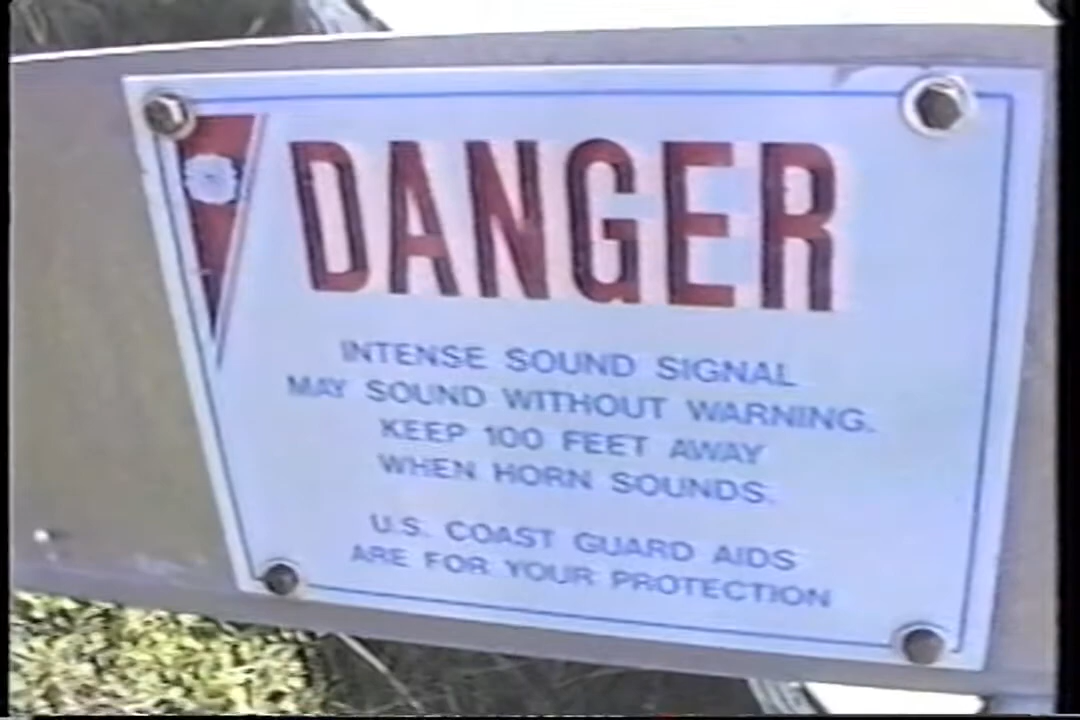 DANGER
INTENSE SOUND SIGNAL
MAY SOUND WITHOUT WARNING.
KEEP 100 FEET AWAY
WHEN HORN SOUNDS.
U.S. COAST GUARD AIDS
ARE FOR YOUR PROTECTION